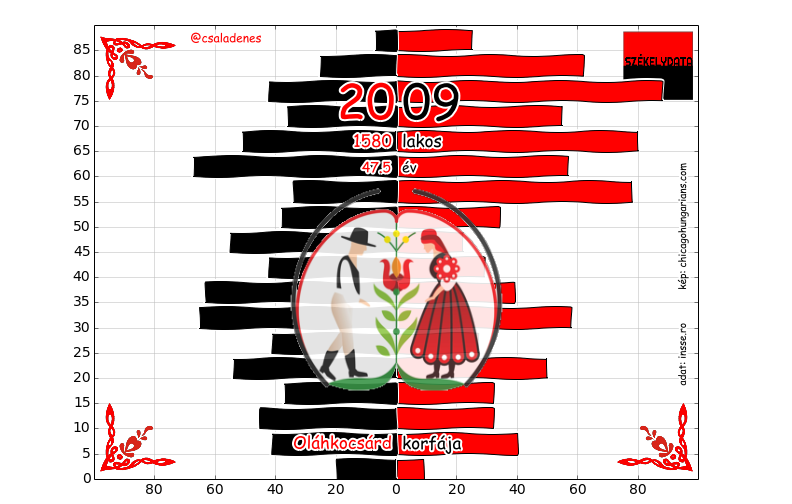 @csaladenes
SZÉKELYDATA
2009
1580 lakos
47.5 év
kép: chicagohungarians.com
adat: insse.ro
Oláhkocsárd korfája
85
80
75
70
65
60
55
50
45
40
35
30
25
20
15
10
5
0
80 60 40 20 0 20 40 60 80